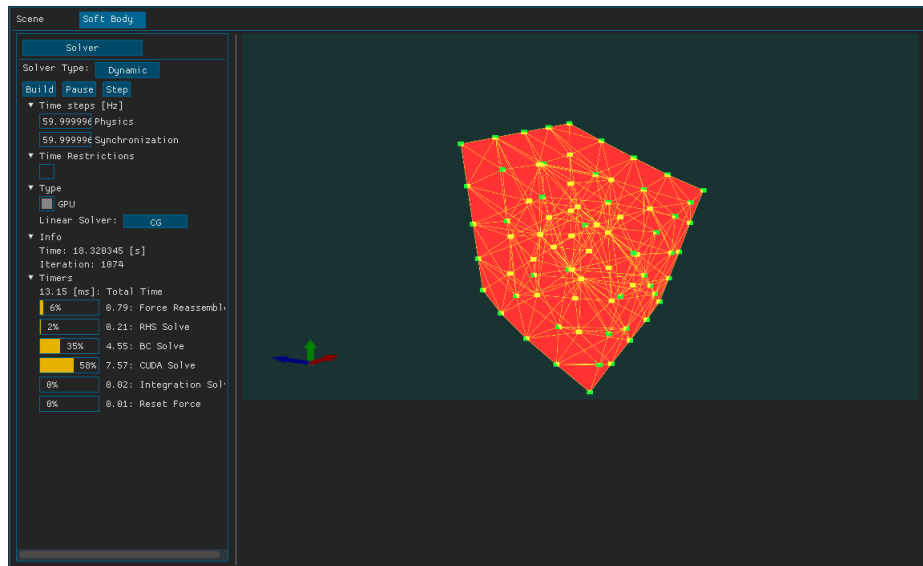 Scene Soft Body
Solver
Solver Type: Dynamic
Build Pause Step
Time steps [Hz]
59.999996 Physics
59.999996 Synchronization
Time Restrictions
Type
GPU
Linear Solver: CG
Info
Time: 18.320345 [s]
Iteration: 1074
Timers
13.15 [ms]: Total Time
6% 0.79: Force Reassembl
2% 0.21: RHS Solve
35% 4.55: BC Solve
58% 7.57: CUDA Solve
0% 0.02: Integration Sol
0% 0.01: Reset Force